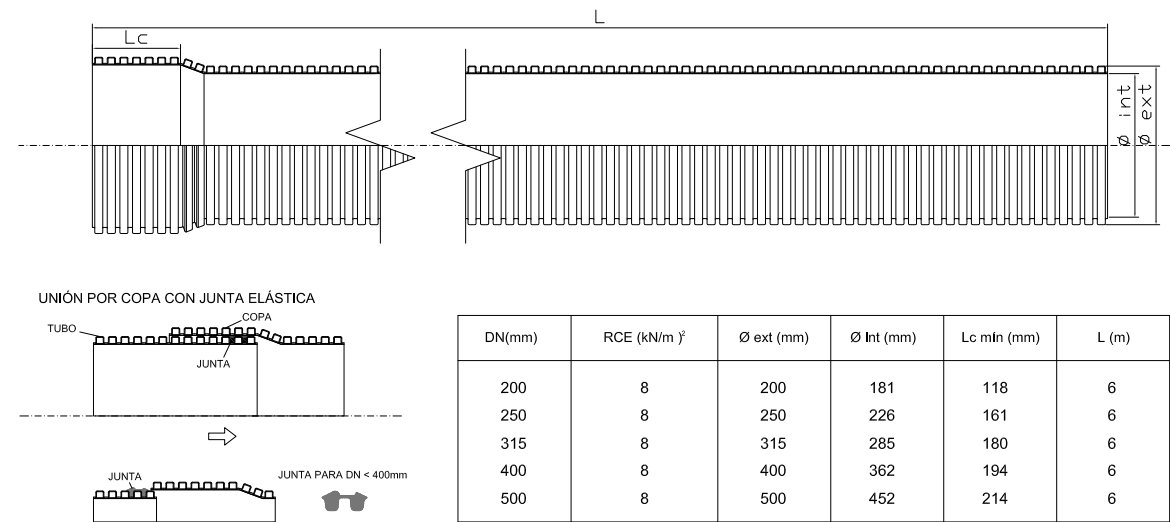 L
Lc
Ø int
Ø ext
UNIÓN POR COPA CON JUNTA ELÁSTICA
TUBO
COPA
JUNTA
JUNTA
JUNTA PARA DN < 400mm
DN(mm) RCE (kN/m )² Ø ext (mm) Ø Int (mm) Lc mín (mm) L (m)
200 8 200 181 118 6
250 8 250 226 161 6
315 8 315 285 180 6
400 8 400 362 194 6
500 8 500 452 214 6